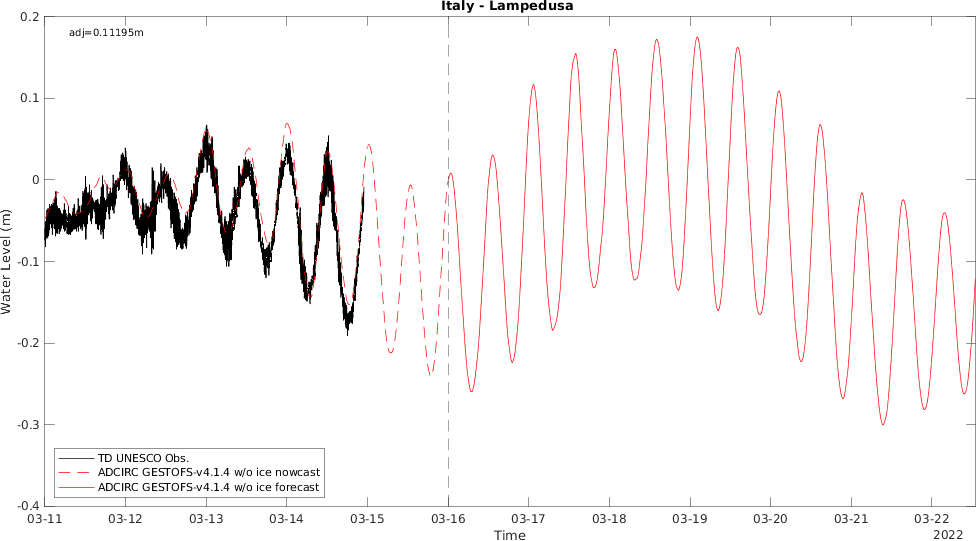 Italy - Lampedusa
adj=0.11195m
0.2
0.1
0
-0.1
-0.2
-0.3
-0.4
Water Level (m)
TD UNESCO Obs.
ADCIRC GESTOFS-v4.1.4 w/o ice nowcast
ADCIRC GESTOFS-v4.1.4 w/o ice forecast
03-11 03-12 03-13 03-14 03-15 03-16 03-17 03-18 03-19 03-20 03-21 03-22
Time
2022